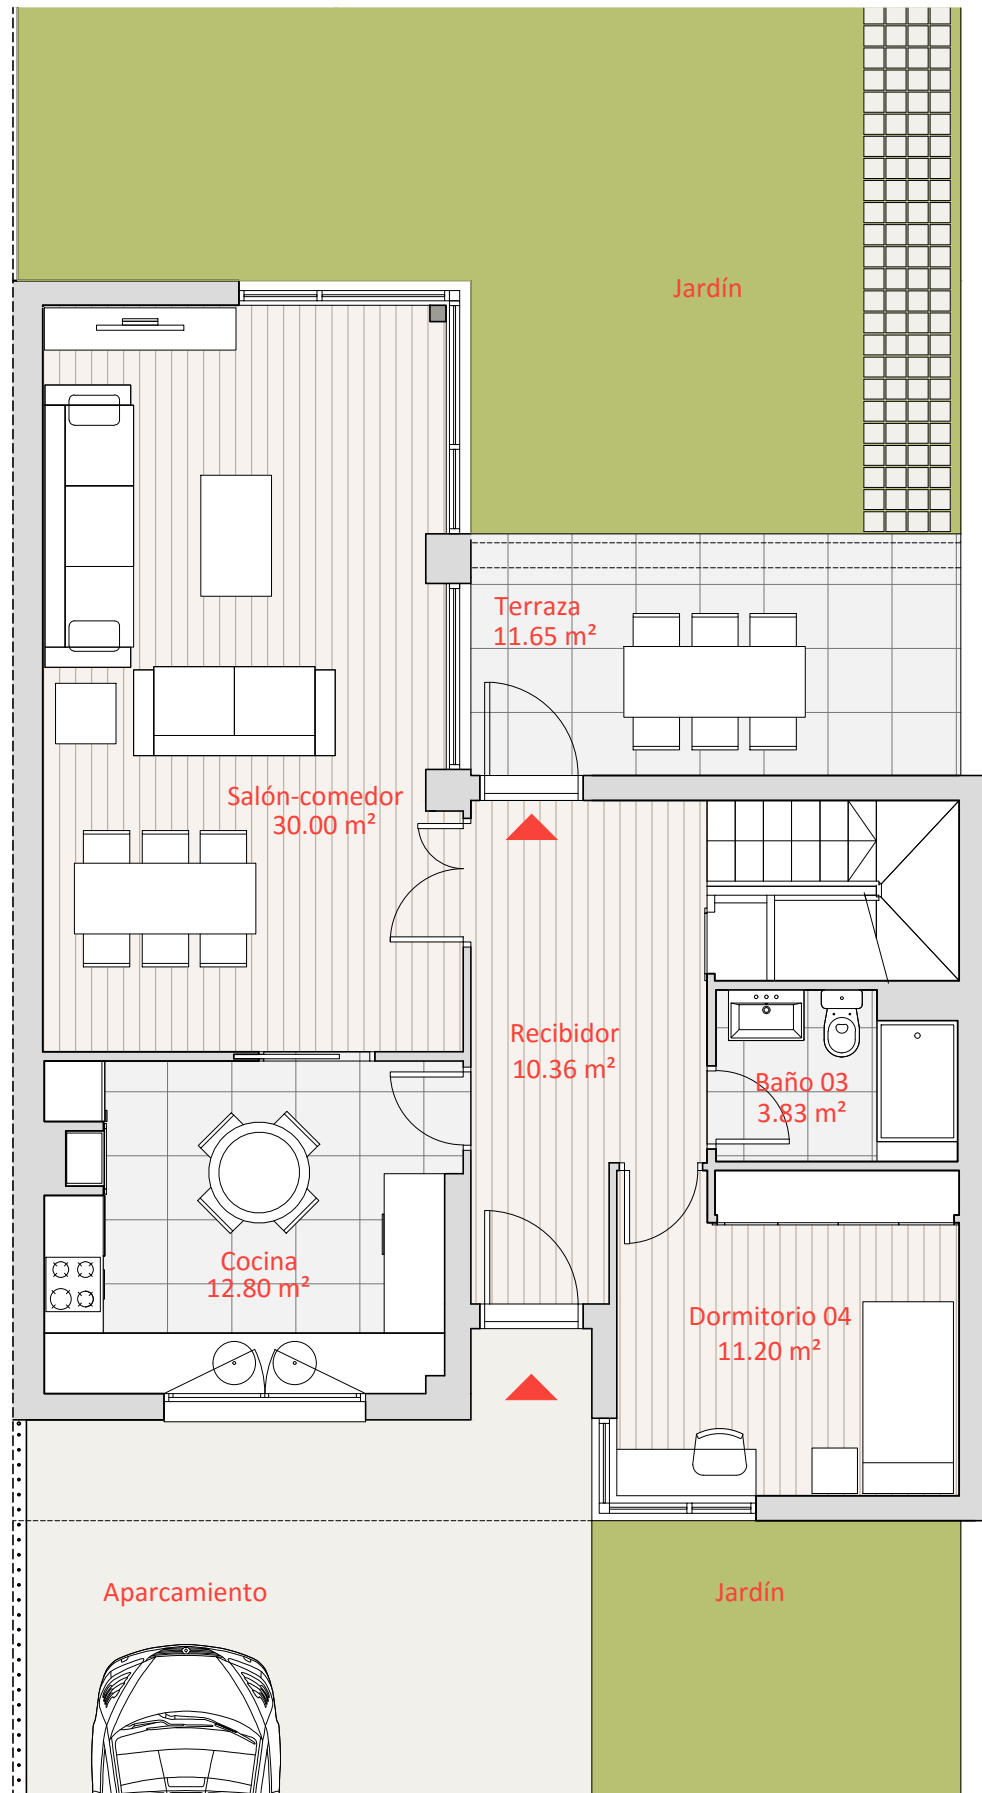 Jardín
Terraza
11.65 m²
Salón-comedor
30.00 m²
Recibidor
10.36 m²
Baño 03
3.83 m²
Cocina
12.80 m²
Dormitorio 04
11.20 m²
Aparcamiento
Jardín